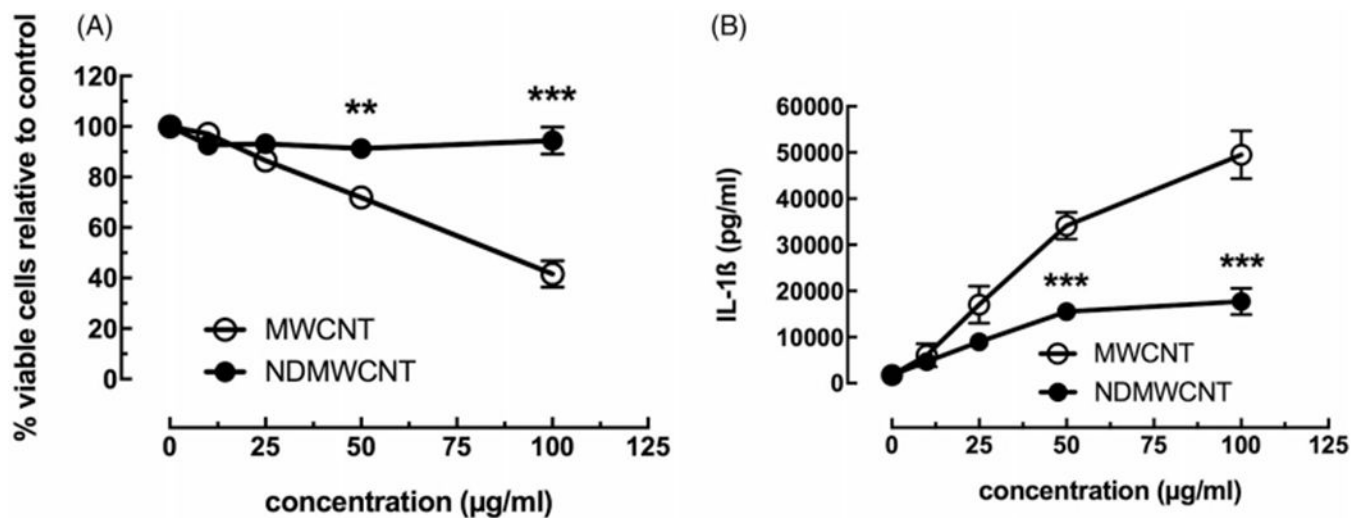 (A)
% viable cells relative to control
120
100
80
60
40
20
0
**
***
MWCNT
NDMWCNT
0 25 50 75 100 125
concentration (µg/ml)
(B)
IL-1ß (pg/ml)
60000
50000
40000
30000
20000
10000
0
***
***
MWCNT
NDMWCNT
0 25 50 75 100 125
concentration (µg/ml)